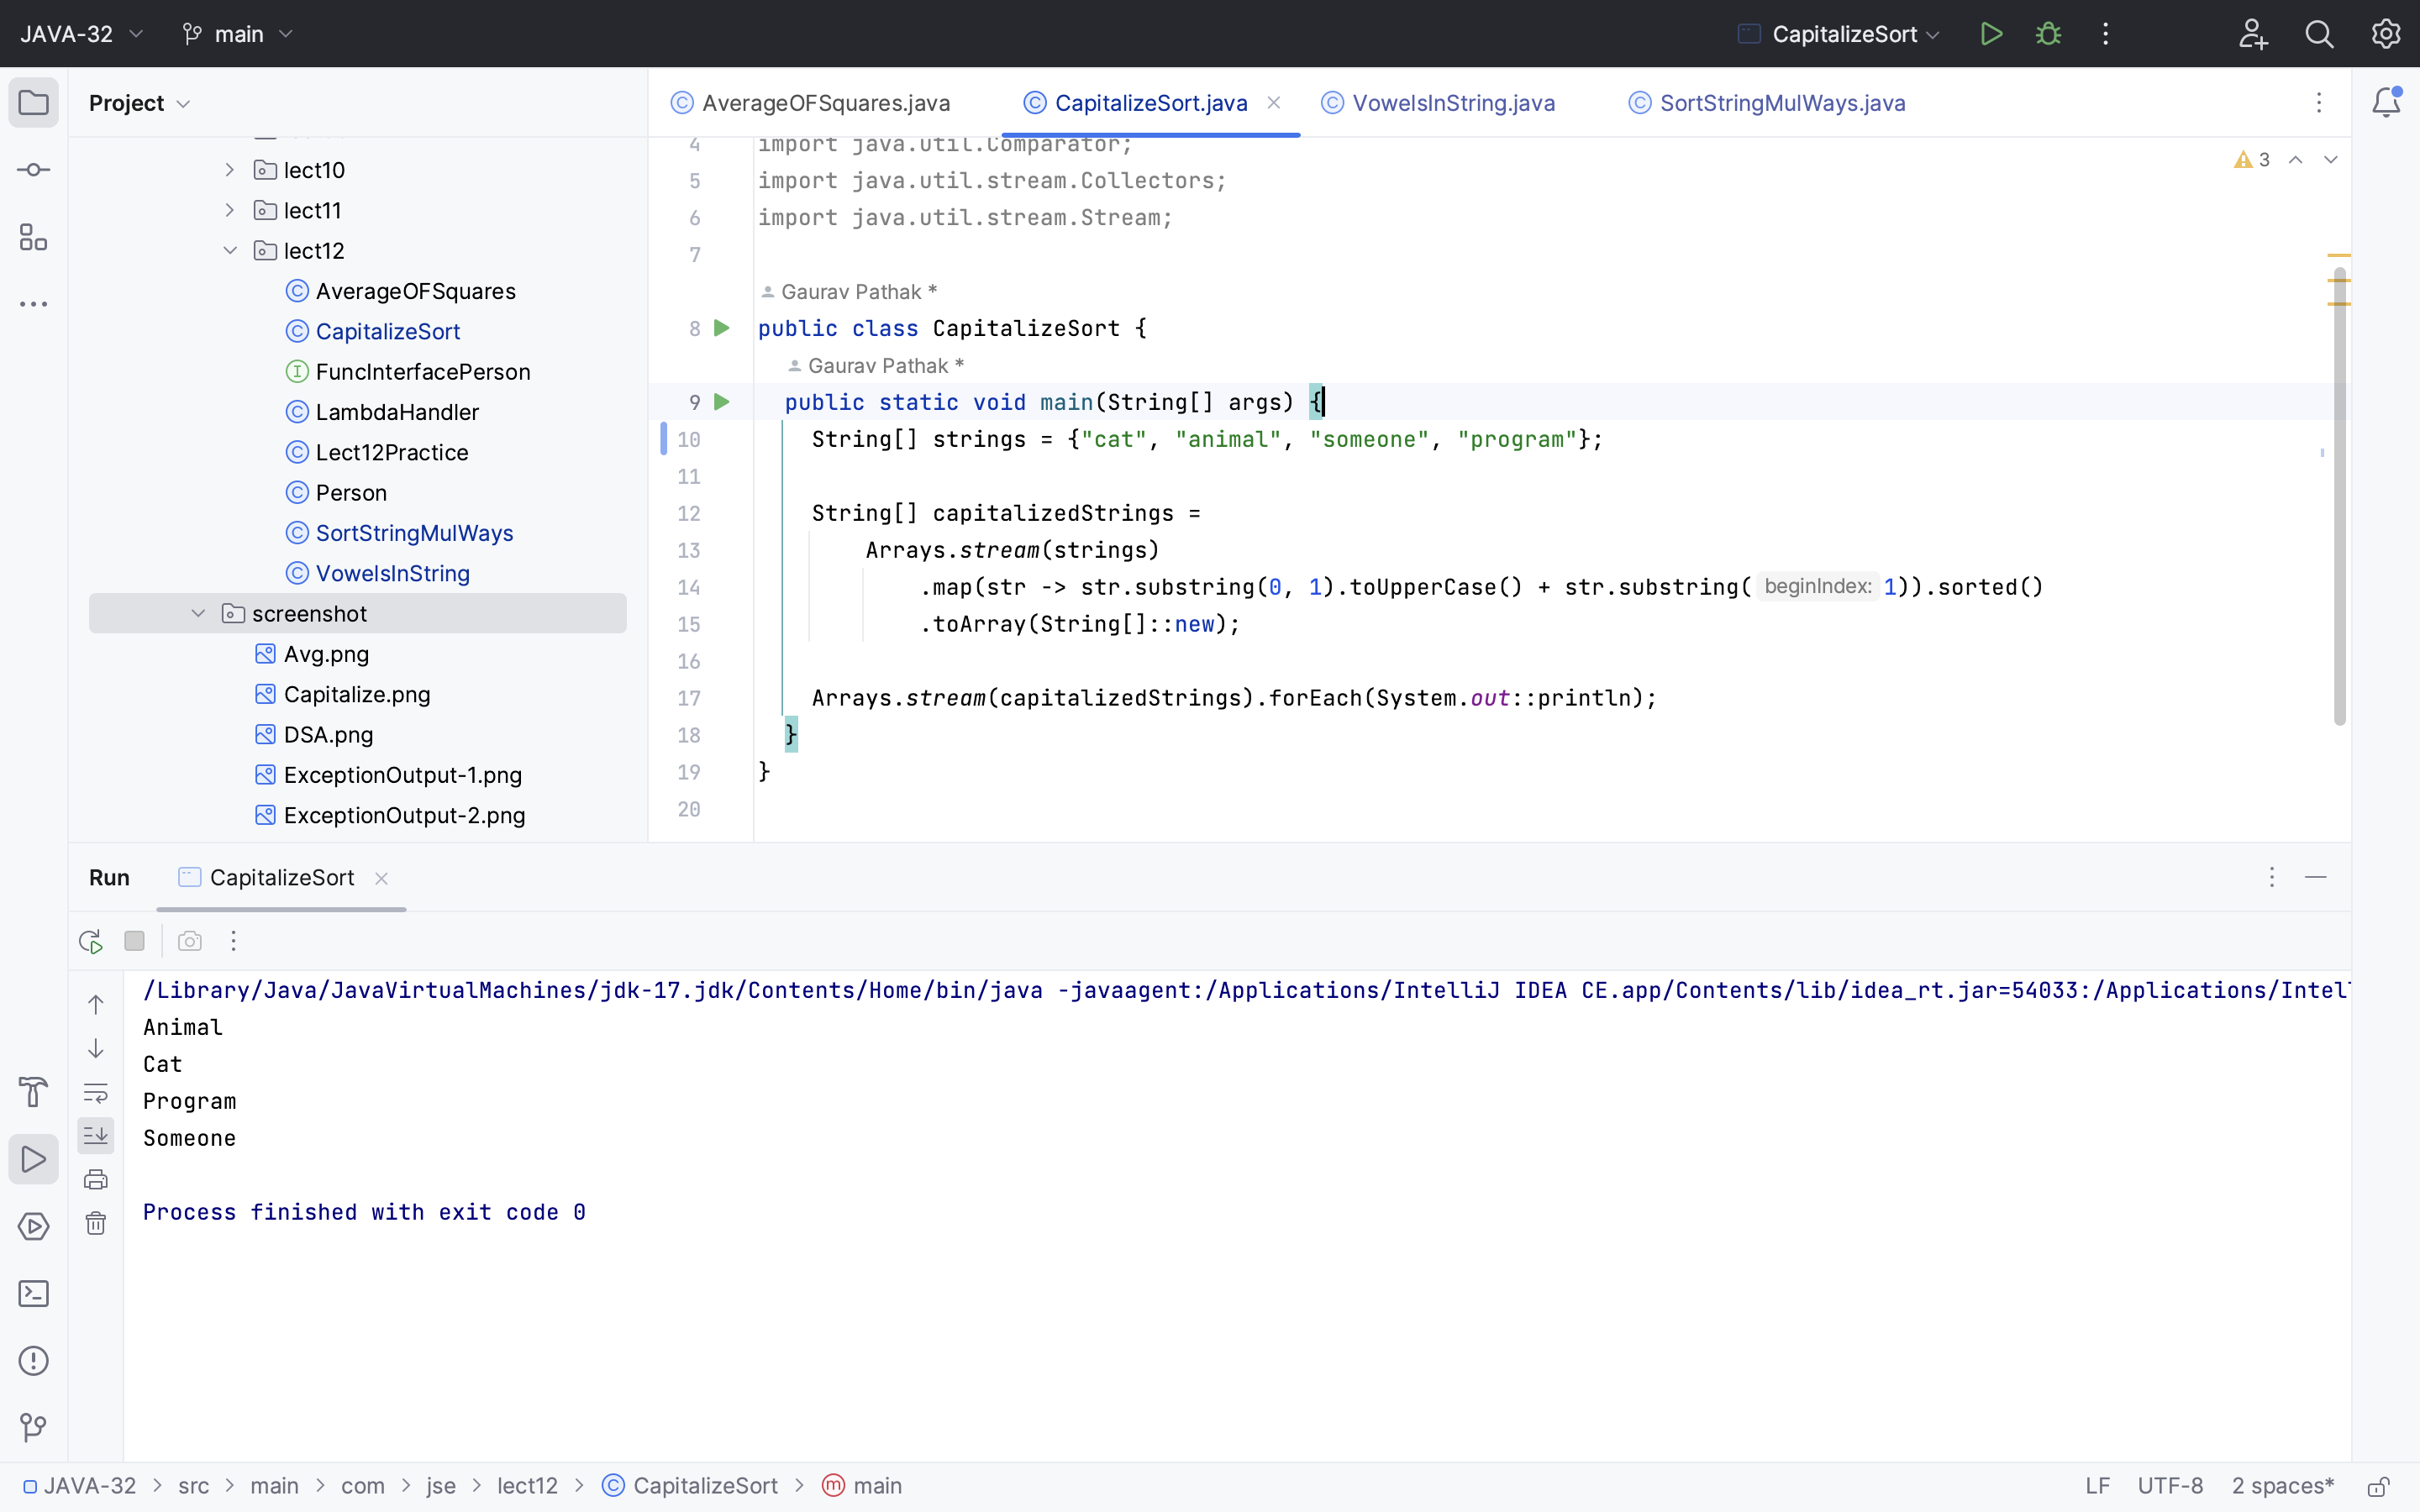 JAVA-32
main
CapitalizeSort
Project
lect10
lect11
lect12
AverageOFSquares
CapitalizeSort
FuncInterfacePerson
LambdaHandler
Lect12Practice
Person
SortStringMulWays
VowelsInString
screenshot
Avg.png
Capitalize.png
DSA.png
ExceptionOutput-1.png
ExceptionOutput-2.png
AverageOFSquares.java
CapitalizeSort.java
VowelsInString.java
SortStringMulWays.java
3
4 import java.util.Comparator;
5 import java.util.stream.Collectors;
6 import java.util.stream.Stream;
7
Gaurav Pathak *
8 public class CapitalizeSort {
Gaurav Pathak *
9 public static void main(String[] args) {
10 String[] strings = {"cat", "animal", "someone", "program"};
11
12 String[] capitalizedStrings =
13 Arrays.stream(strings)
14 .map(str -> str.substring(0, 1).toUpperCase() + str.substring( beginIndex: 1)).sorted()
15 .toArray(String[]::new);
16
17 Arrays.stream(capitalizedStrings).forEach(System.out::println);
18 }
19 }
20
Run
CapitalizeSort
/Library/Java/JavaVirtualMachines/jdk-17.jdk/Contents/Home/bin/java -javaagent:/Applications/IntelliJ IDEA CE.app/Contents/lib/idea_rt.jar=54033:/Applications/Intel
Animal
Cat
Program
Someone
Process finished with exit code 0
JAVA-32 > src > main > com > jse > lect12 > CapitalizeSort > main
LF
UTF-8
2 spaces*